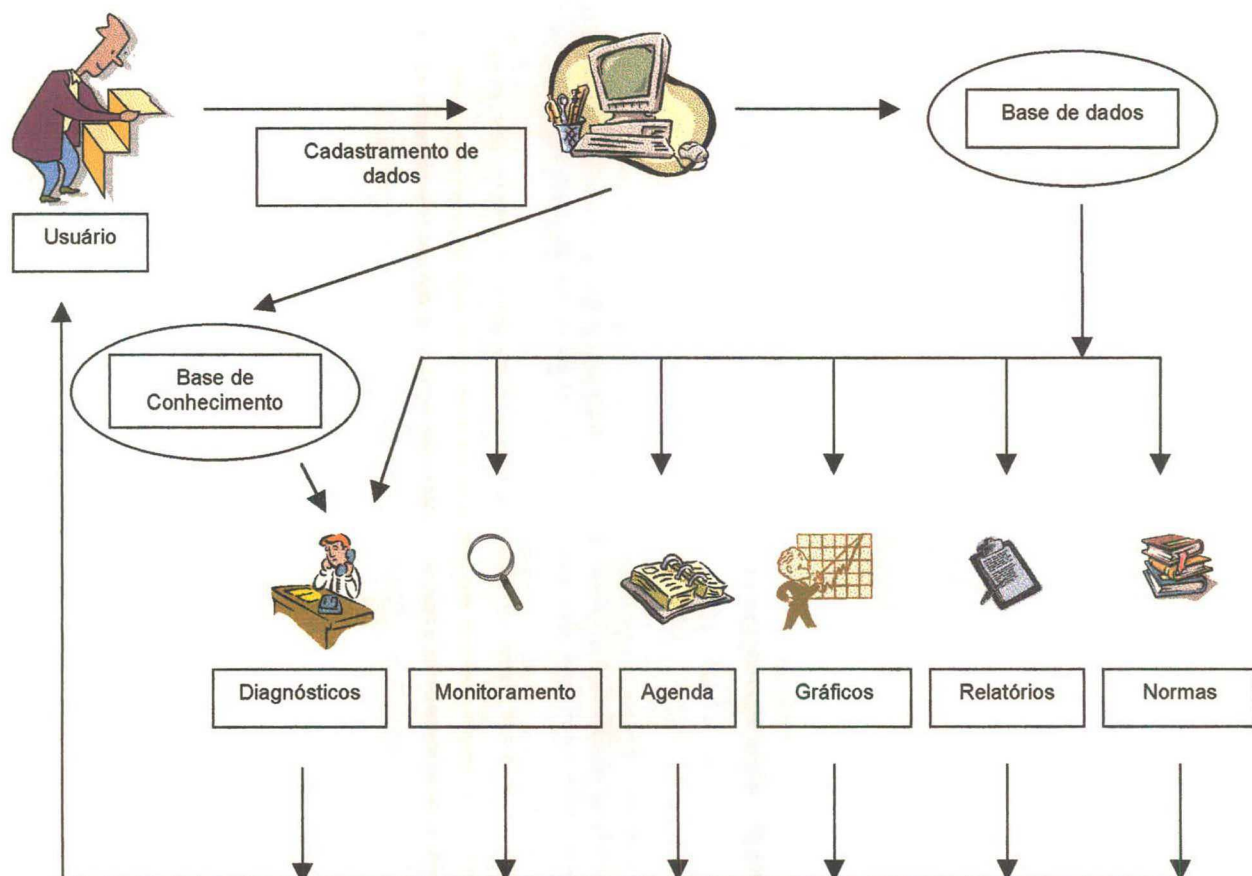 Base de dados
Cadastramento de
dados
Usuário
Base de
Conhecimento
Diagnósticos
Monitoramento
Agenda
Gráficos
Relatórios
Normas